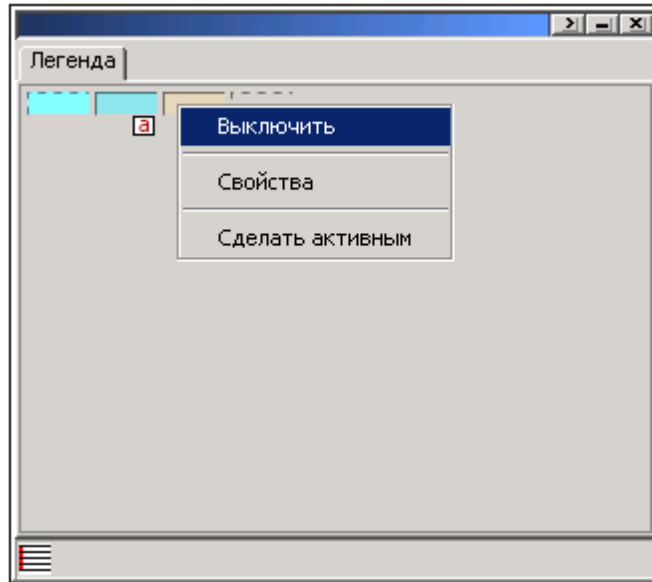 Легенда
a
Выключить
Свойства
Сделать активным